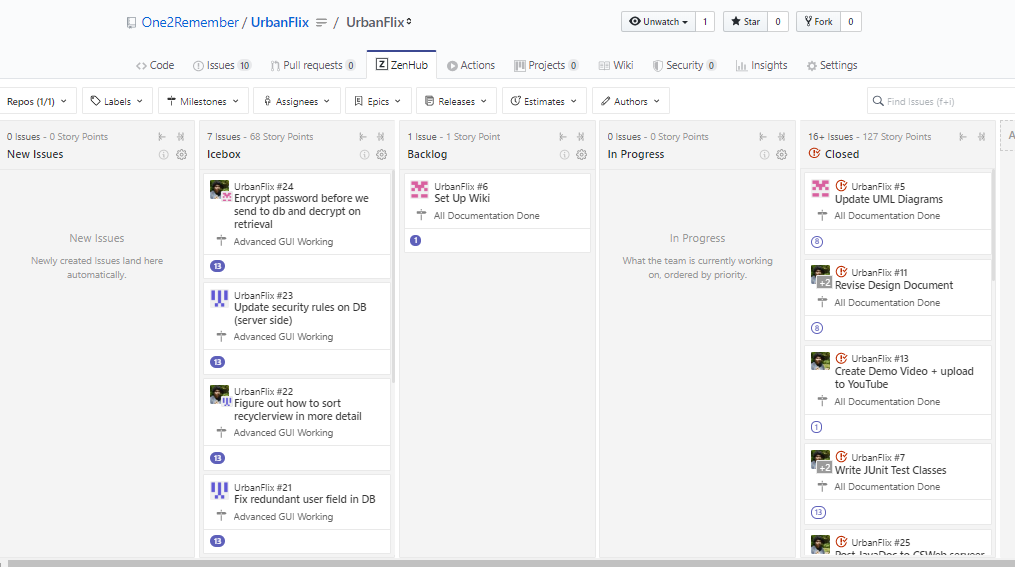 One2Remember / UrbanFlix / UrbanFlix
Unwatch 1 Star 0 Fork 0
Code Issues 10 Pull requests 0 ZenHub Actions Projects 0 Wiki Security 0 Insights Settings
Repos (1/1) Labels Milestones Assignees Epics Releases Estimates Authors Find Issues (f+i)
0 Issues - 0 Story Points
New Issues
New Issues
Newly created Issues land here
automatically.
7 Issues - 68 Story Points
Icebox
UrbanFlix #24
Encrypt password before we
send to db and decrypt on
retrieval
Advanced GUI Working
13
UrbanFlix #23
Update security rules on DB
(server side)
Advanced GUI Working
13
UrbanFlix #22
Figure out how to sort
recyclerview in more detail
Advanced GUI Working
13
UrbanFlix #21
Fix redundant user field in DB
Advanced GUI Working
13
1 Issue - 1 Story Point
Backlog
UrbanFlix #6
Set Up Wiki
All Documentation Done
1
0 Issues - 0 Story Points
In Progress
In Progress
What the team is currently working
on, ordered by priority.
16+ Issues - 127 Story Points
Closed
UrbanFlix #5
Update UML Diagrams
All Documentation Done
8
UrbanFlix #11
+2
Revise Design Document
All Documentation Done
8
UrbanFlix #13
Create Demo Video + upload
to YouTube
All Documentation Done
1
UrbanFlix #7
+2
Write JUnit Test Classes
All Documentation Done
13
UrbanFlix #25
Post JavaDoc to CSWeb serveer
A